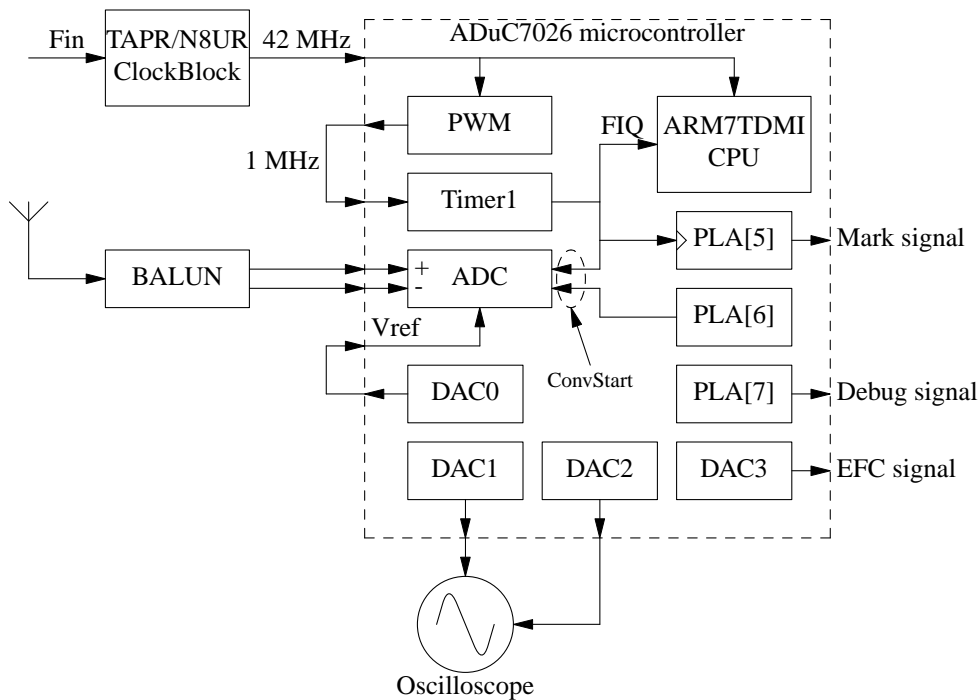 Fin
TAPR/N8UR
ClockBlock
42 MHz
ADuC7026 microcontroller
PWM
FIQ
ARM7TDMI
CPU
1 MHz
Timer1
PLA[5]
Mark signal
BALUN
+
-
ADC
PLA[6]
Vref
ConvStart
DAC0
PLA[7]
Debug signal
DAC1
DAC2
DAC3
EFC signal
Oscilloscope